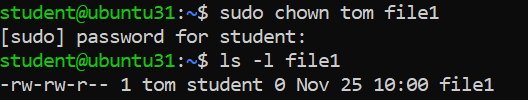 student@ubuntu31:~$ sudo chown tom file1
[sudo] password for student:
student@ubuntu31:~$ ls -l file1
-rw-rw-r-- 1 tom student 0 Nov 25 10:00 file1